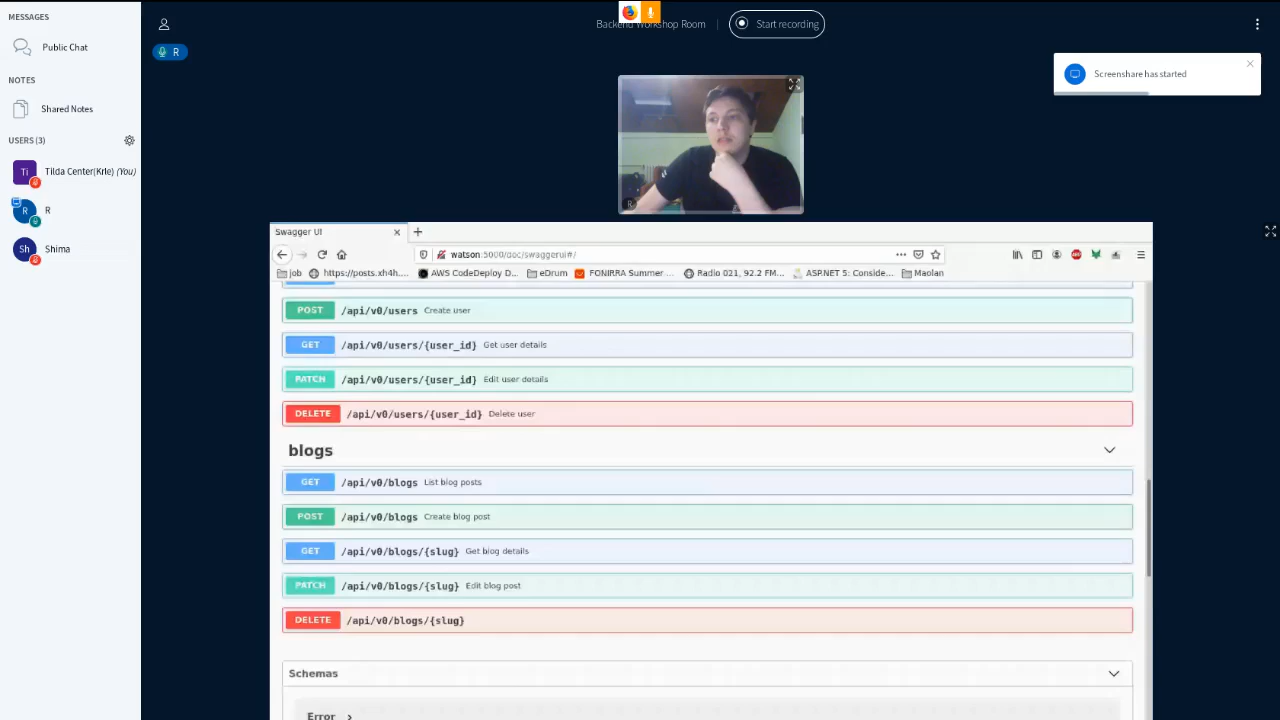 MESSAGES
Public Chat
NOTES
Shared Notes
USERS (3)
Ti Tilda Center(Krle) (You)
R R
Sh Shima
Backend Workshop Room
Start recording
R
Screenshare has started
R
Swagger UI
watson:5000/doc/swaggerui#/
job https://posts.xh4h.... AWS CodeDeploy D... eDrum FONIRRA Summer ... Radio 021, 92.2 FM... ASP.NET 5: Conside... Maolan
POST /api/v0/users Create user
GET /api/v0/users/{user_id} Get user details
PATCH /api/v0/users/{user_id} Edit user details
DELETE /api/v0/users/{user_id} Delete user
blogs
GET /api/v0/blogs List blog posts
POST /api/v0/blogs Create blog post
GET /api/v0/blogs/{slug} Get blog details
PATCH /api/v0/blogs/{slug} Edit blog post
DELETE /api/v0/blogs/{slug}
Schemas
Error